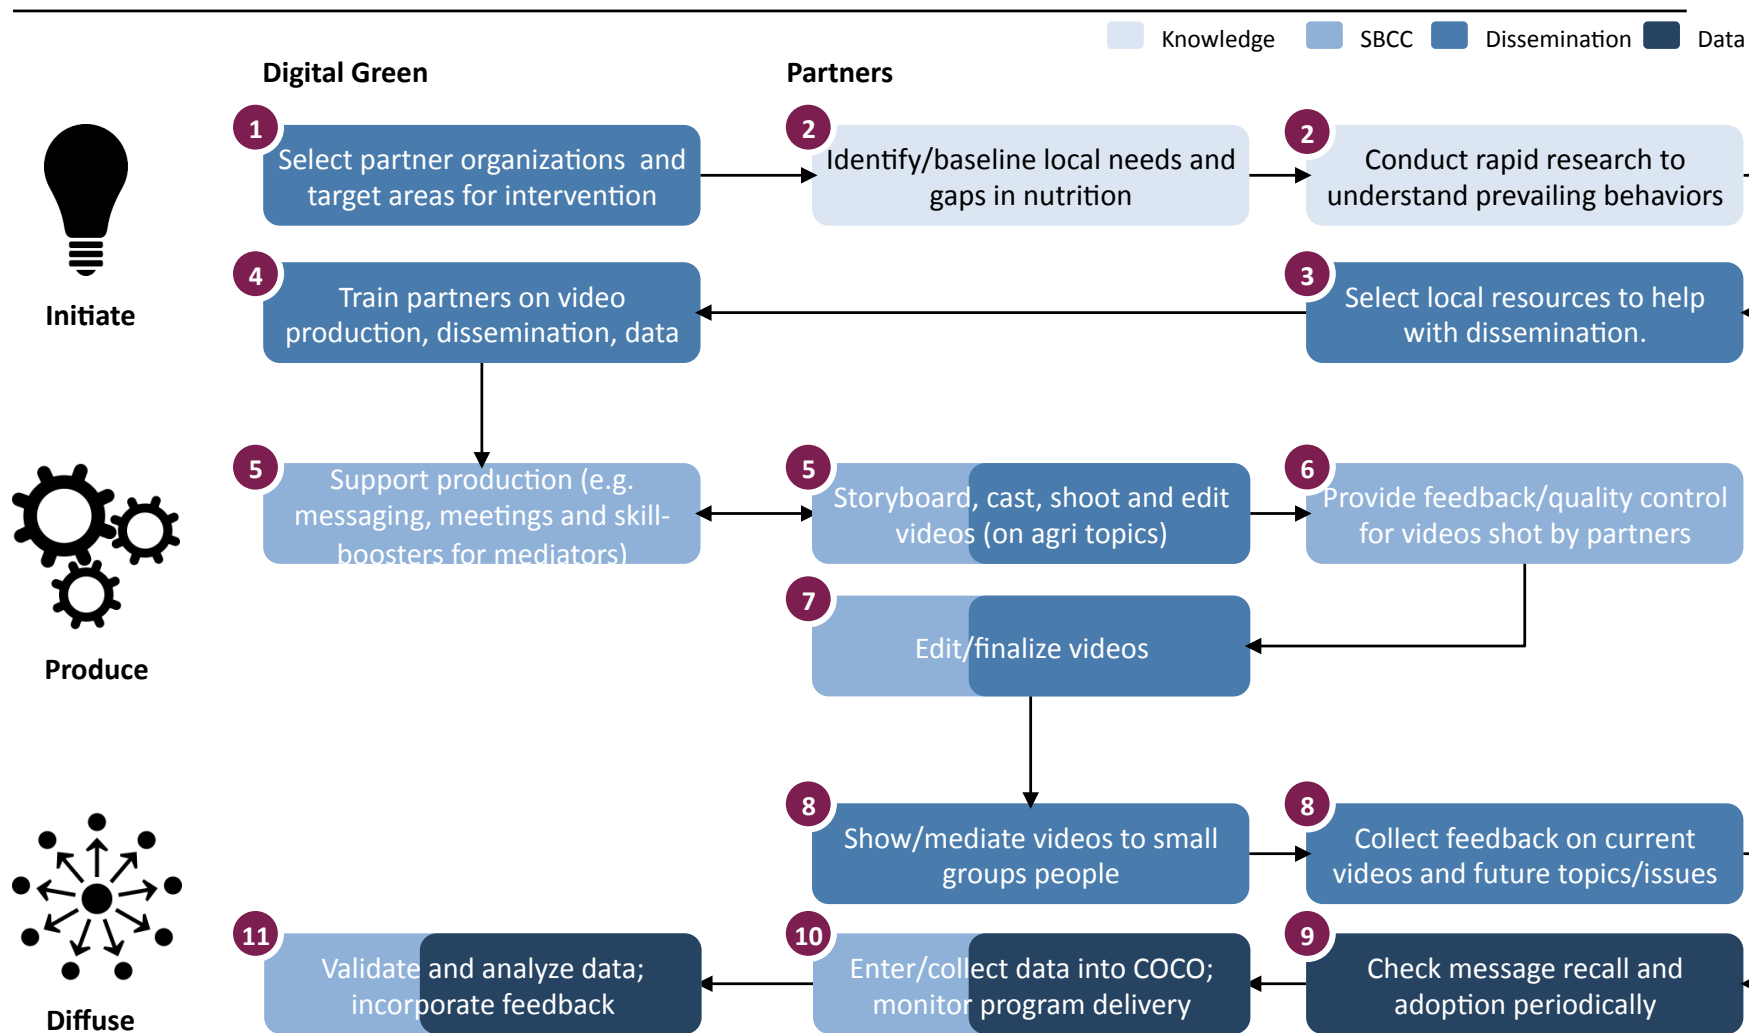 Knowledge SBCC Dissemination Data
Digital Green Partners
1
Select partner organizations and
target areas for intervention
2
Identify/baseline local needs and
gaps in nutrition
2
Conduct rapid research to
understand prevailing behaviors
Initiate
4
Train partners on video
production, dissemination, data
3
Select local resources to help
with dissemination.
5
Support production (e.g.
messaging, meetings and skill-
boosters for mediators)
5
Storyboard, cast, shoot and edit
videos (on agri topics)
6
Provide feedback/quality control
for videos shot by partners
7
Edit/finalize videos
Produce
8
Show/mediate videos to small
groups people
8
Collect feedback on current
videos and future topics/issues
11
Validate and analyze data;
incorporate feedback
10
Enter/collect data into COCO;
monitor program delivery
9
Check message recall and
adoption periodically
Diffuse